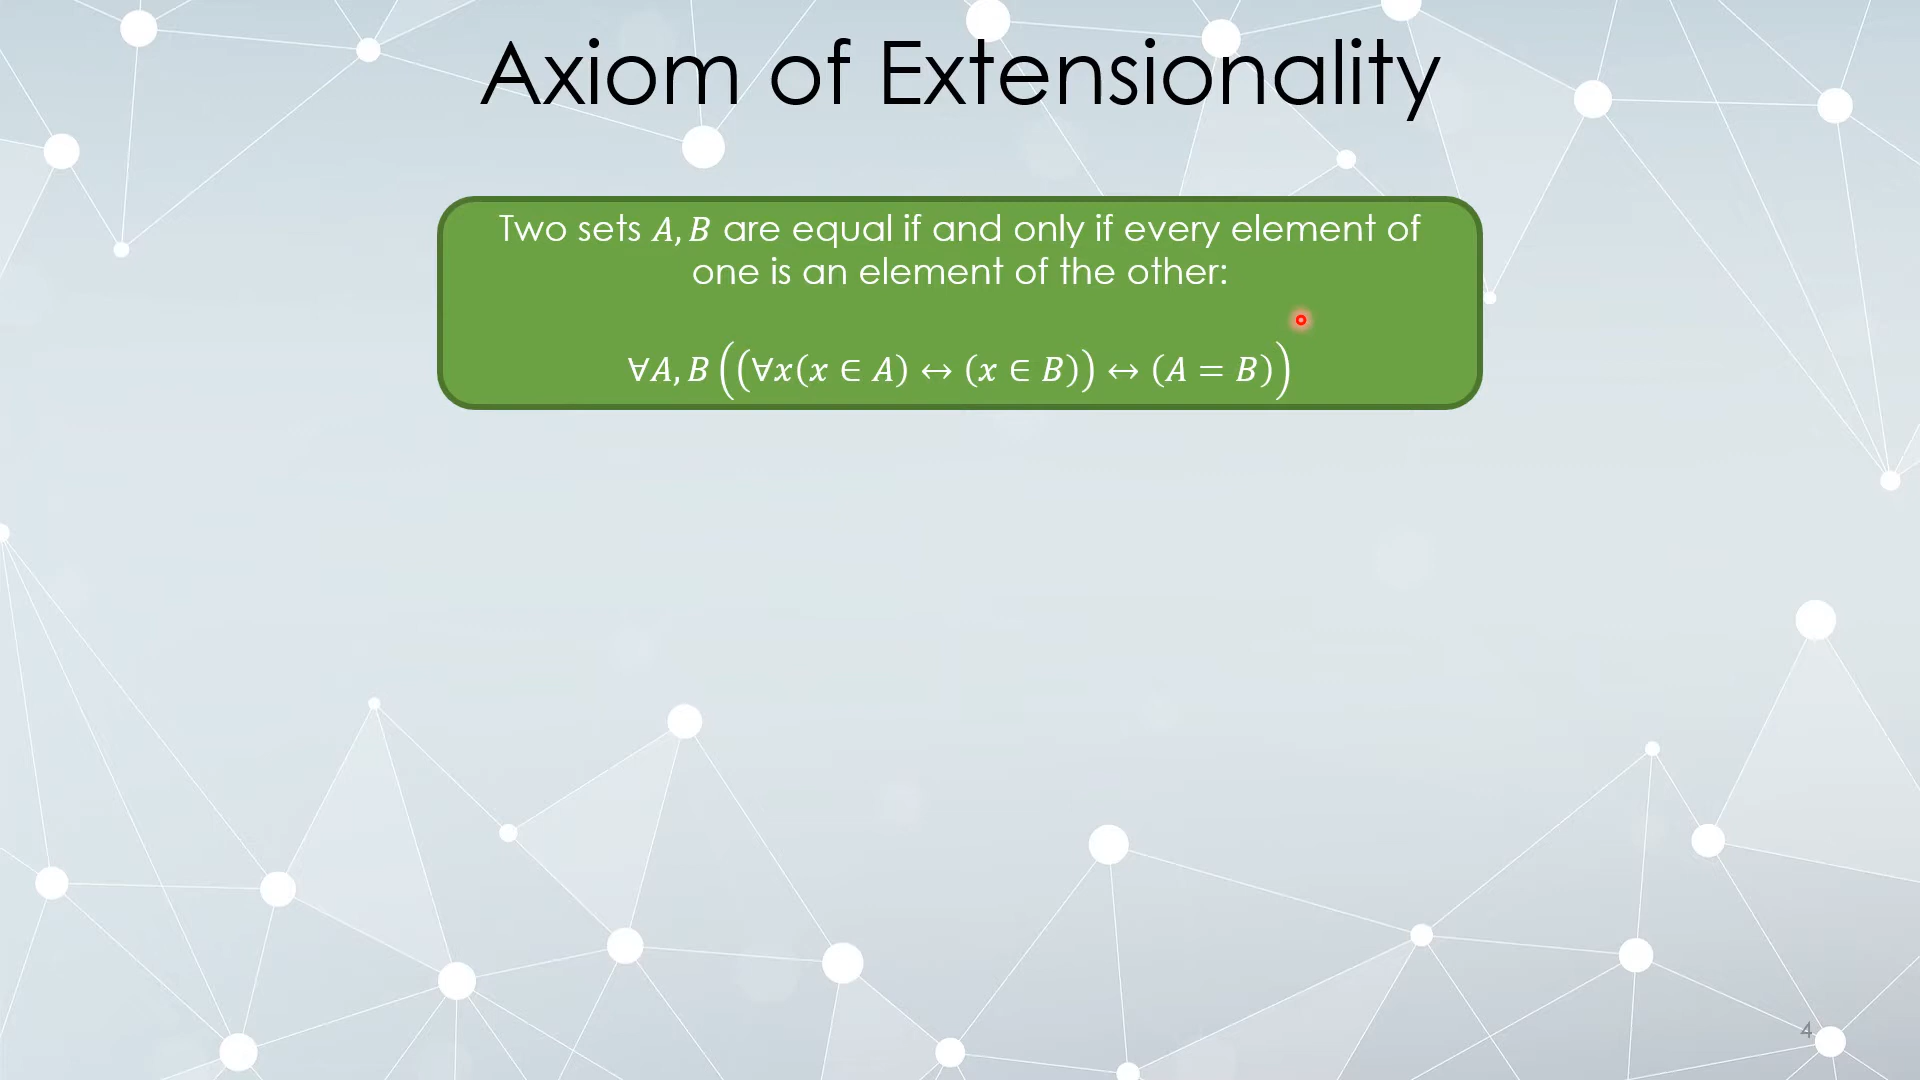 Axiom of Extensionality
Two sets 𝐴, 𝐵 are equal if and only if every element of
one is an element of the other:
∀𝐴, 𝐵 ((∀𝑥(𝑥 ∈ 𝐴) ↔ (𝑥 ∈ 𝐵)) ↔ (𝐴 = 𝐵))
4